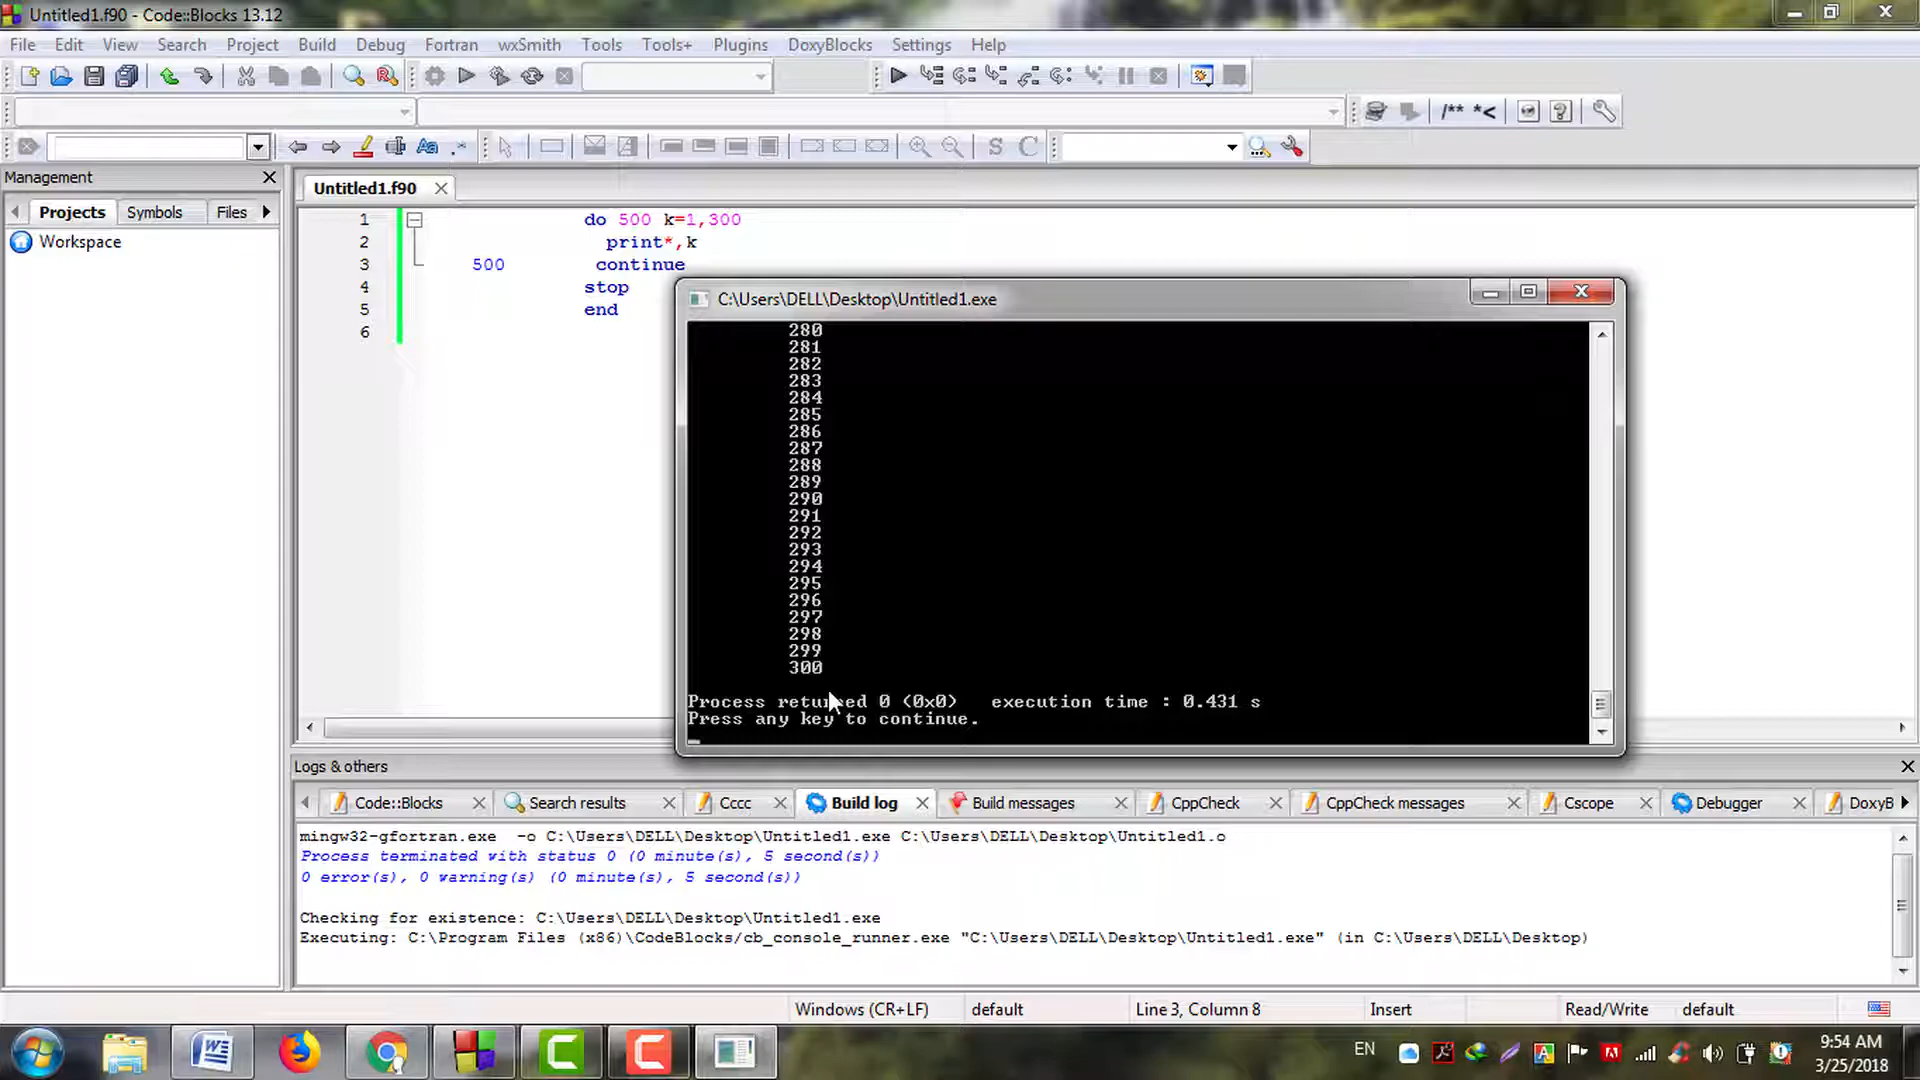 Untitled1.f90 - Code::Blocks 13.12
File Edit View Search Project Build Debug Fortran wxSmith Tools Tools+ Plugins DoxyBlocks Settings Help
/** *<
Aa .* S C
Management
Projects Symbols Files
Workspace
Untitled1.f90
1 do 500 k=1,300
2 print*,k
3 500 continue
4 stop
5 end
6
C:\Users\DELL\Desktop\Untitled1.exe
280
281
282
283
284
285
286
287
288
289
290
291
292
293
294
295
296
297
298
299
300
Process returned 0 (0x0) execution time : 0.431 s
Press any key to continue.
Logs & others
Code::Blocks Search results Cccc Build log Build messages CppCheck CppCheck messages Cscope Debugger DoxyB
mingw32-gfortran.exe -o C:\Users\DELL\Desktop\Untitled1.exe C:\Users\DELL\Desktop\Untitled1.o
Process terminated with status 0 (0 minute(s), 5 second(s))
0 error(s), 0 warning(s) (0 minute(s), 5 second(s))
Checking for existence: C:\Users\DELL\Desktop\Untitled1.exe
Executing: C:\Program Files (x86)\CodeBlocks/cb_console_runner.exe "C:\Users\DELL\Desktop\Untitled1.exe" (in C:\Users\DELL\Desktop)
Windows (CR+LF) default Line 3, Column 8 Insert Read/Write default
EN
9:54 AM
3/25/2018